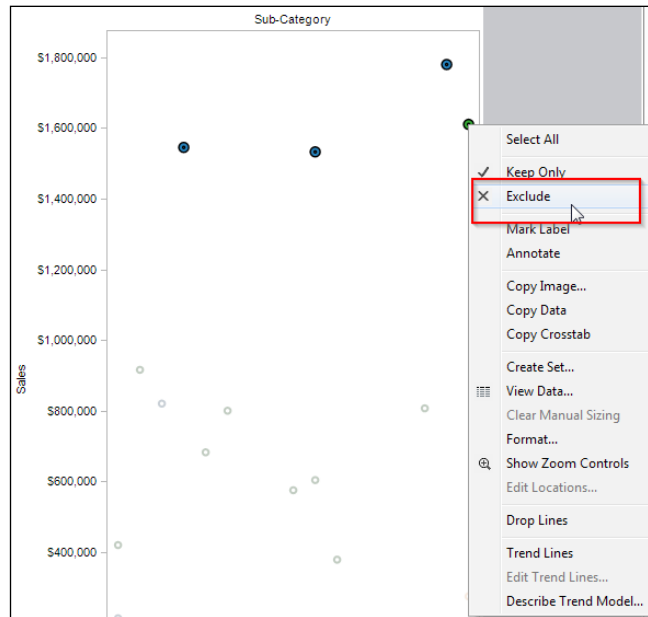 Sub-Category
$1,800,000
$1,600,000
$1,400,000
$1,200,000
$1,000,000
$800,000
$600,000
$400,000
Sales
Select All
Keep Only
Exclude
Mark Label
Annotate
Copy Image...
Copy Data
Copy Crosstab
Create Set...
View Data...
Clear Manual Sizing
Format...
Show Zoom Controls
Edit Locations...
Drop Lines
Trend Lines
Edit Trend Lines...
Describe Trend Model...